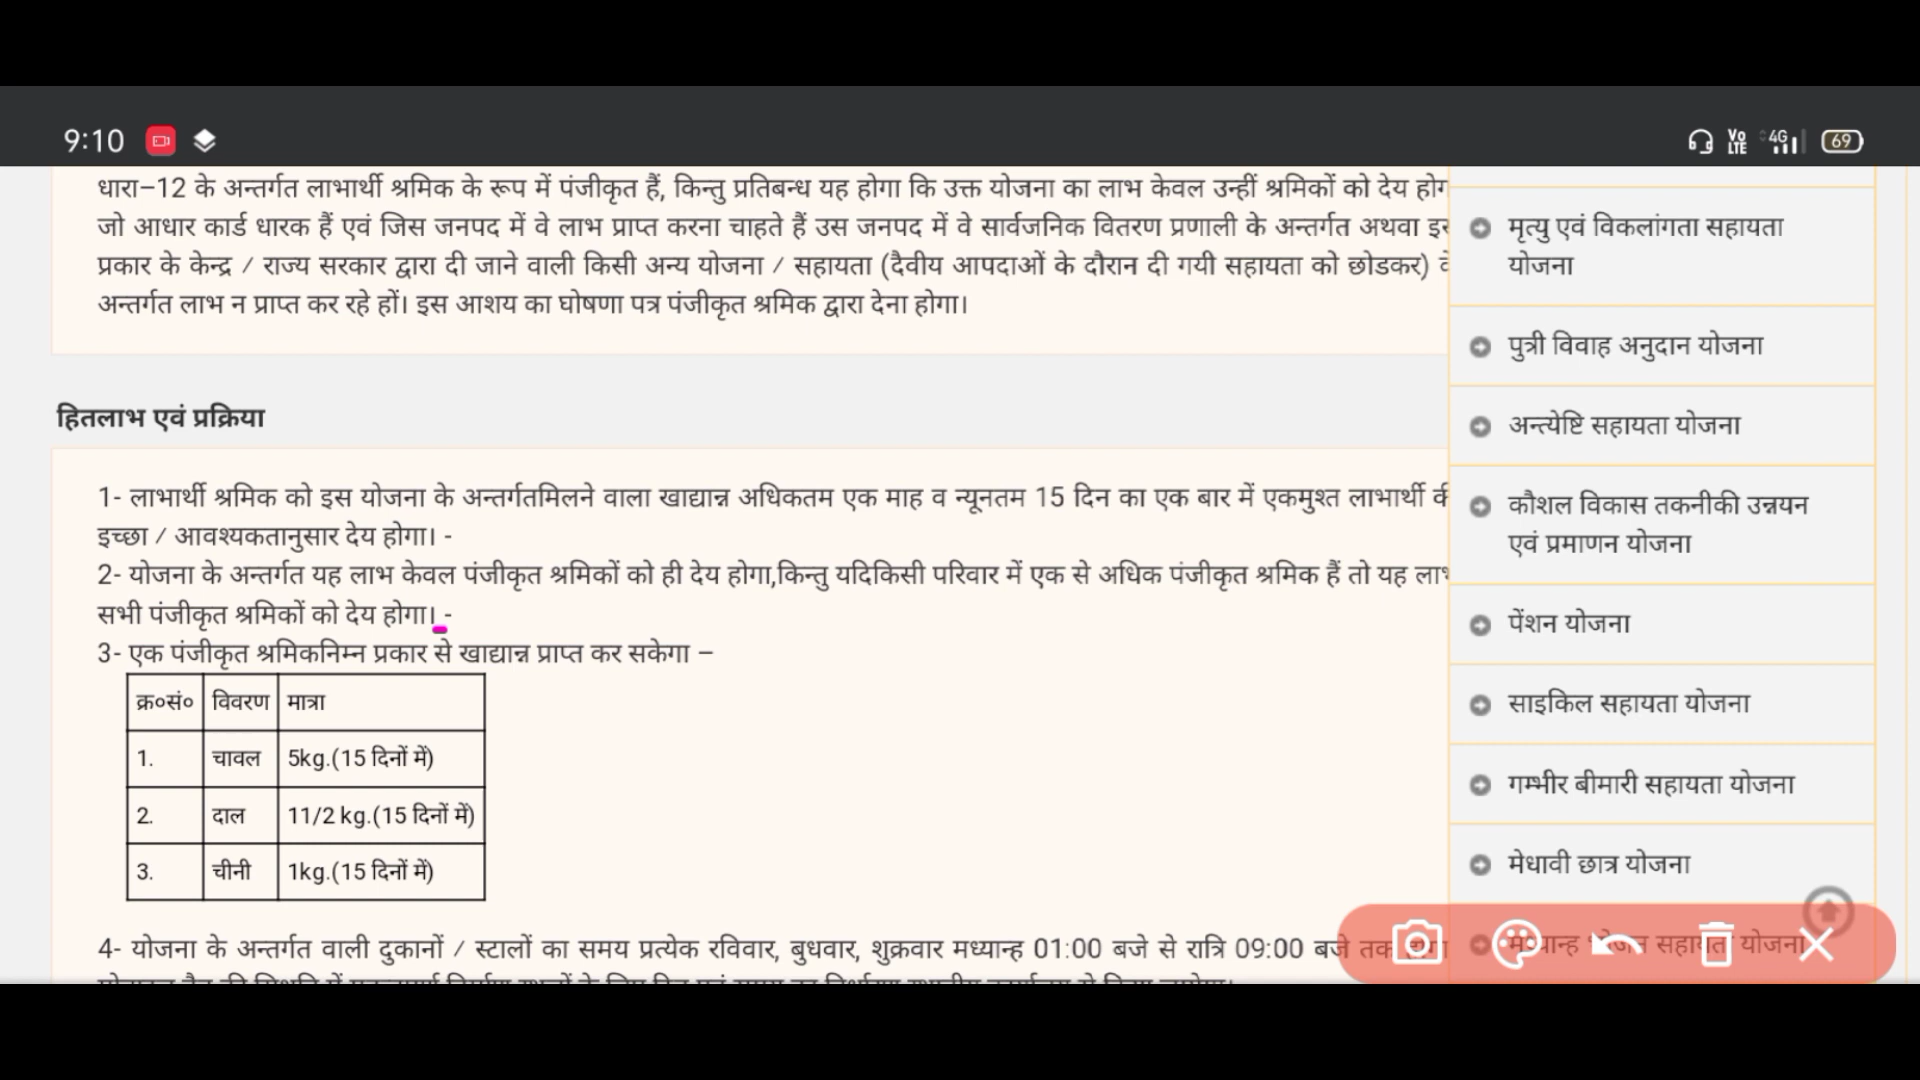 9:10
Vo LTE 4G 69
धारा–12 के अन्तर्गत लाभार्थी श्रमिक के रूप में पंजीकृत हैं, किन्तु प्रतिबन्ध यह होगा कि उक्त योजना का लाभ केवल उन्हीं श्रमिकों को देय
जो आधार कार्ड धारक हैं एवं जिस जनपद में वे लाभ प्राप्त करना चाहते हैं उस जनपद में वे सार्वजनिक वितरण प्रणाली के अन्तर्गत अथवा
प्रकार के केन्द्र / राज्य सरकार द्वारा दी जाने वाली किसी अन्य योजना / सहायता (दैवीय आपदाओं के दौरान दी गयी सहायता को छोडकर)
अन्तर्गत लाभ न प्राप्त कर रहे हों। इस आशय का घोषणा पत्र पंजीकृत श्रमिक द्वारा देना होगा।
हितलाभ एवं प्रक्रिया
1- लाभार्थी श्रमिक को इस योजना के अन्तर्गतमिलने वाला खाद्यान्न अधिकतम एक माह व न्यूनतम 15 दिन का एक बार में एकमुश्त लाभार्थी
इच्छा / आवश्यकतानुसार देय होगा। -
2- योजना के अन्तर्गत यह लाभ केवल पंजीकृत श्रमिकों को ही देय होगा,किन्तु यदिकिसी परिवार में एक से अधिक पंजीकृत श्रमिक हैं तो यह
सभी पंजीकृत श्रमिकों को देय होगा। -
3- एक पंजीकृत श्रमिकनिम्न प्रकार से खाद्यान्न प्राप्त कर सकेगा –
क्र०सं० विवरण मात्रा
1. चावल 5kg.(15 दिनों में)
2. दाल 11/2 kg.(15 दिनों में)
3. चीनी 1kg.(15 दिनों में)
4- योजना के अन्तर्गत वाली दुकानों / स्टालों का समय प्रत्येक रविवार, बुधवार, शुक्रवार मध्यान्ह 01:00 बजे से रात्रि 09:00 बजे तक
मृत्यु एवं विकलांगता सहायता
योजना
पुत्री विवाह अनुदान योजना
अन्त्येष्टि सहायता योजना
कौशल विकास तकनीकी उन्नयन
एवं प्रमाणन योजना
पेंशन योजना
साइकिल सहायता योजना
गम्भीर बीमारी सहायता योजना
मेधावी छात्र योजना
सहायता योजना